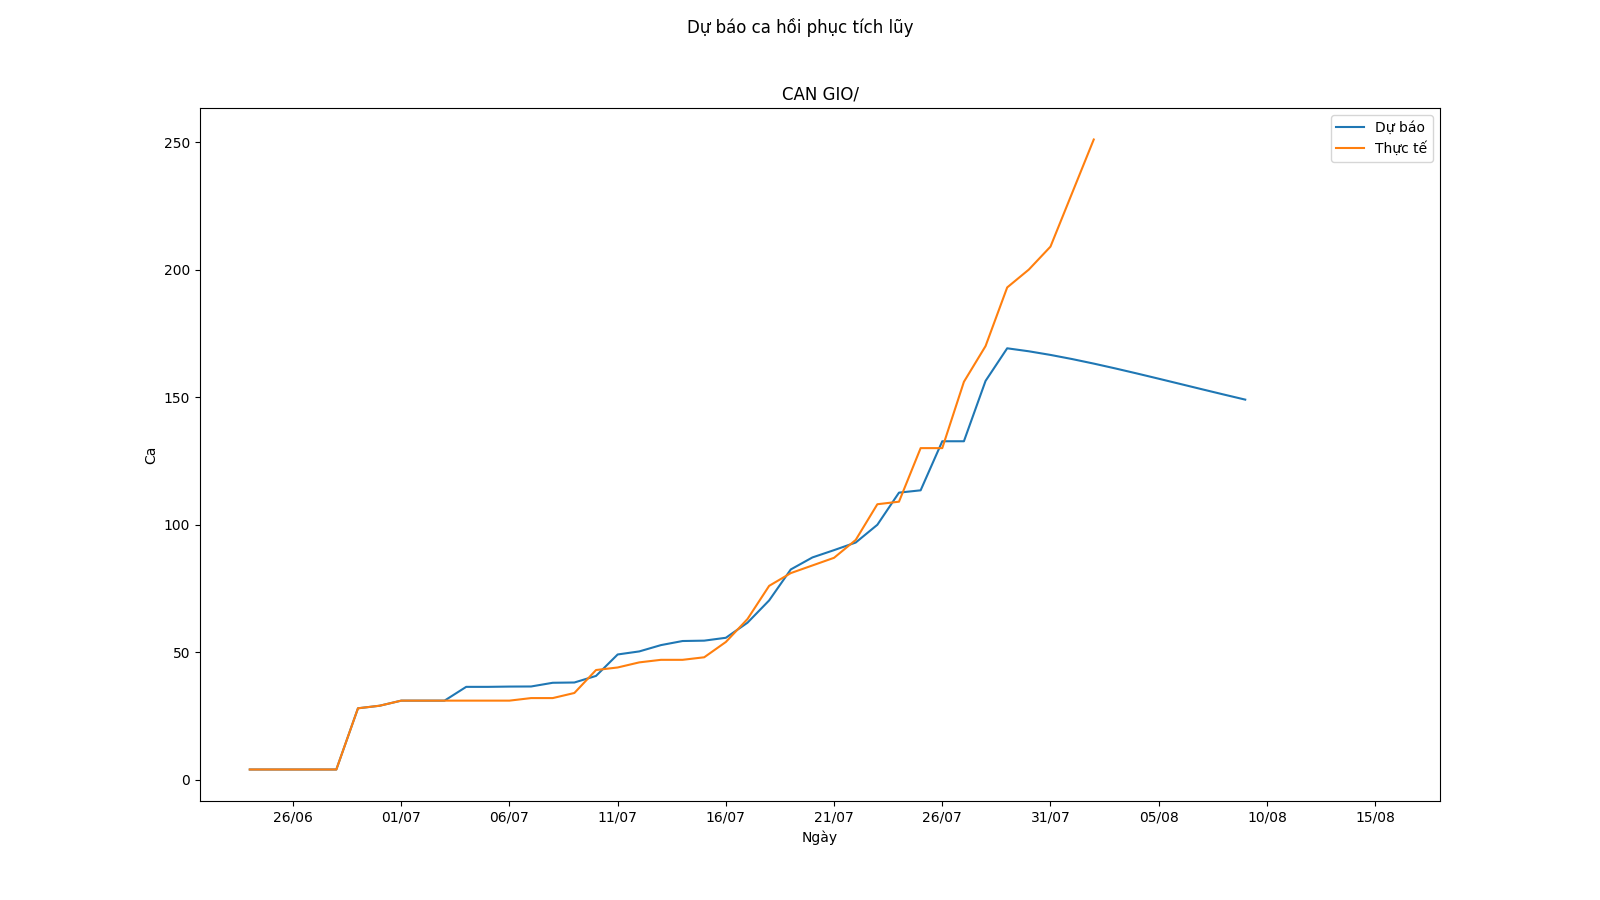 Dự báo ca hồi phục tích lũy
CAN GIO/
Dự báo
Thực tế
250
200
150
100
50
0
Ca
26/06
01/07
06/07
11/07
16/07
21/07
26/07
31/07
05/08
10/08
15/08
Ngày